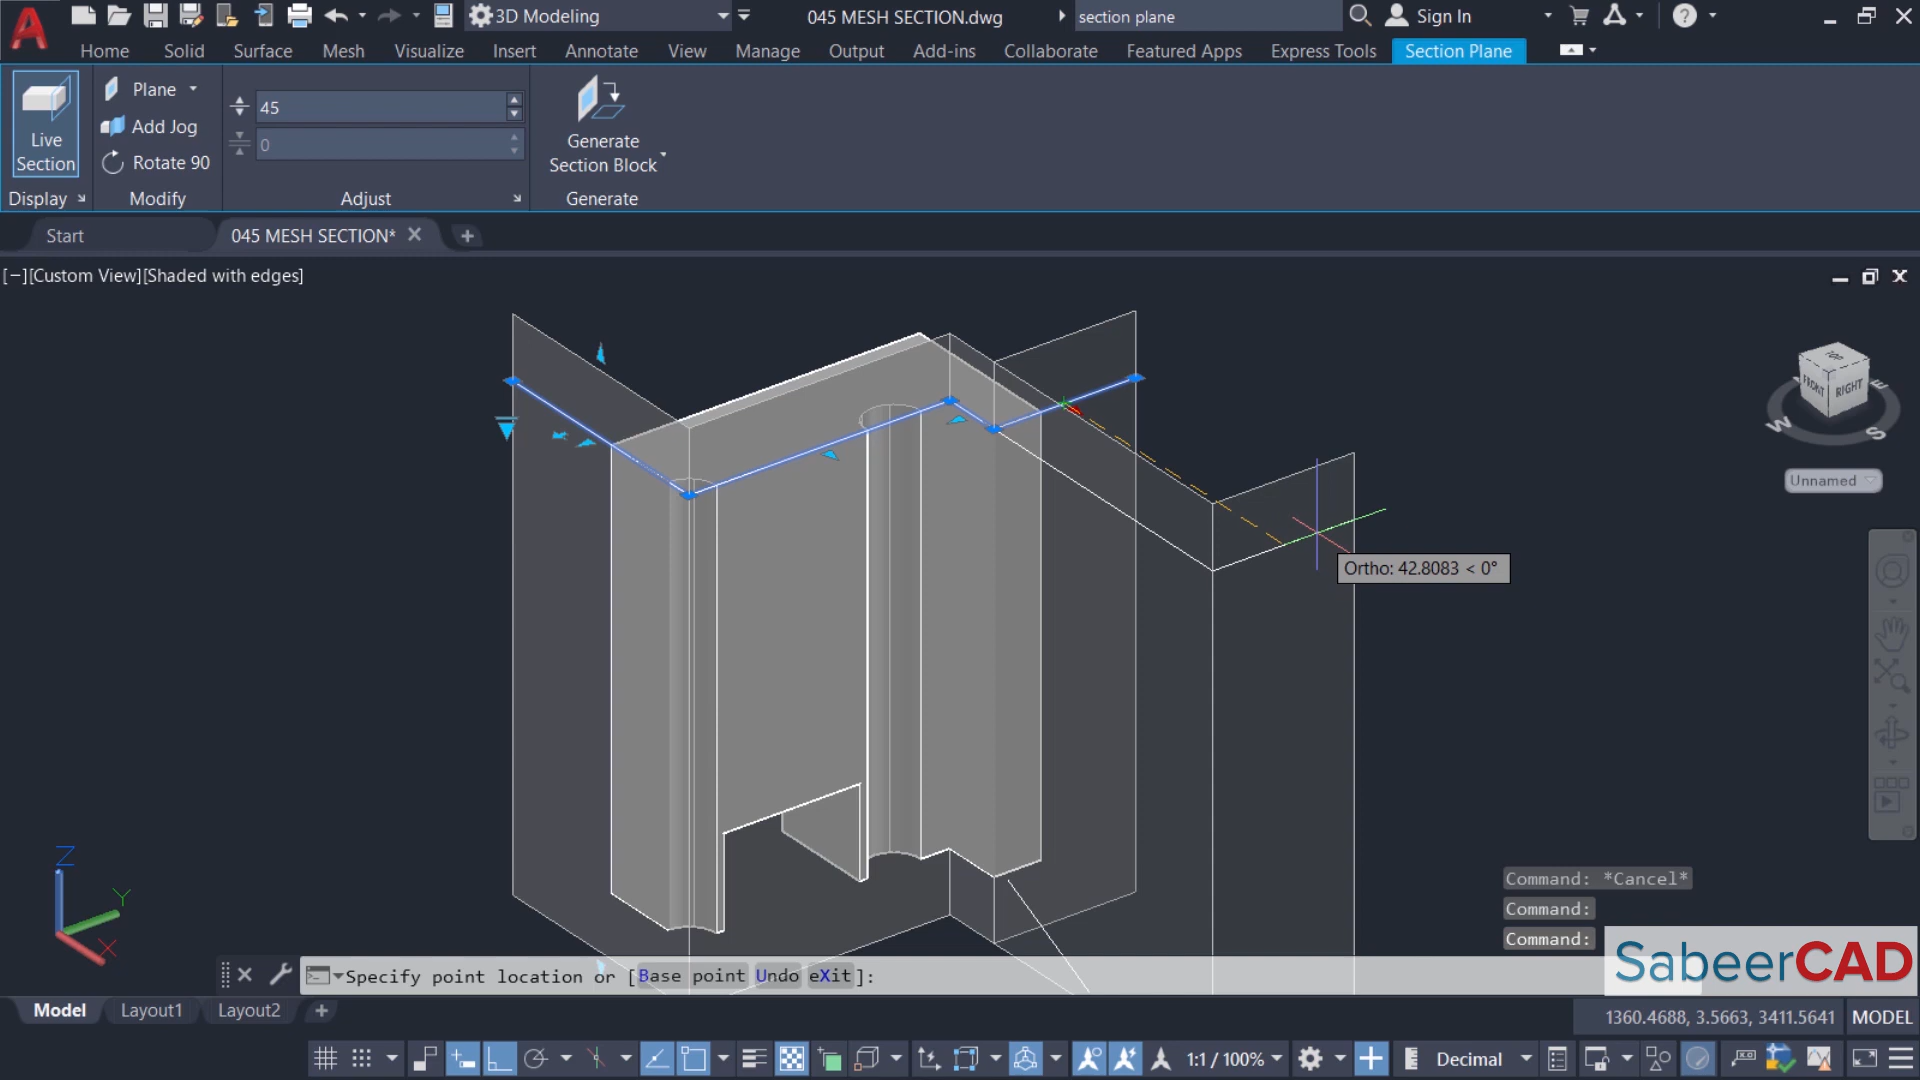 3D Modeling
045 MESH SECTION.dwg
section plane
Sign In
Home Solid Surface Mesh Visualize Insert Annotate View Manage Output Add-ins Collaborate Featured Apps Express Tools Section Plane
Live Section
Plane
Add Jog
Rotate 90
45
0
Generate Section Block
Display
Modify
Adjust
Generate
Start
045 MESH SECTION*
[−][Custom View][Shaded with edges]
TOP
FRONT
RIGHT
W
S
E
Unnamed
Ortho: 42.8083 < 0°
Z
Y
X
Command: *Cancel*
Command:
Command:
SabeerCAD
Specify point location or [Base point Undo eXit]:
Model Layout1 Layout2
1360.4688, 3.5663, 3411.5641 MODEL
1:1 / 100%
Decimal